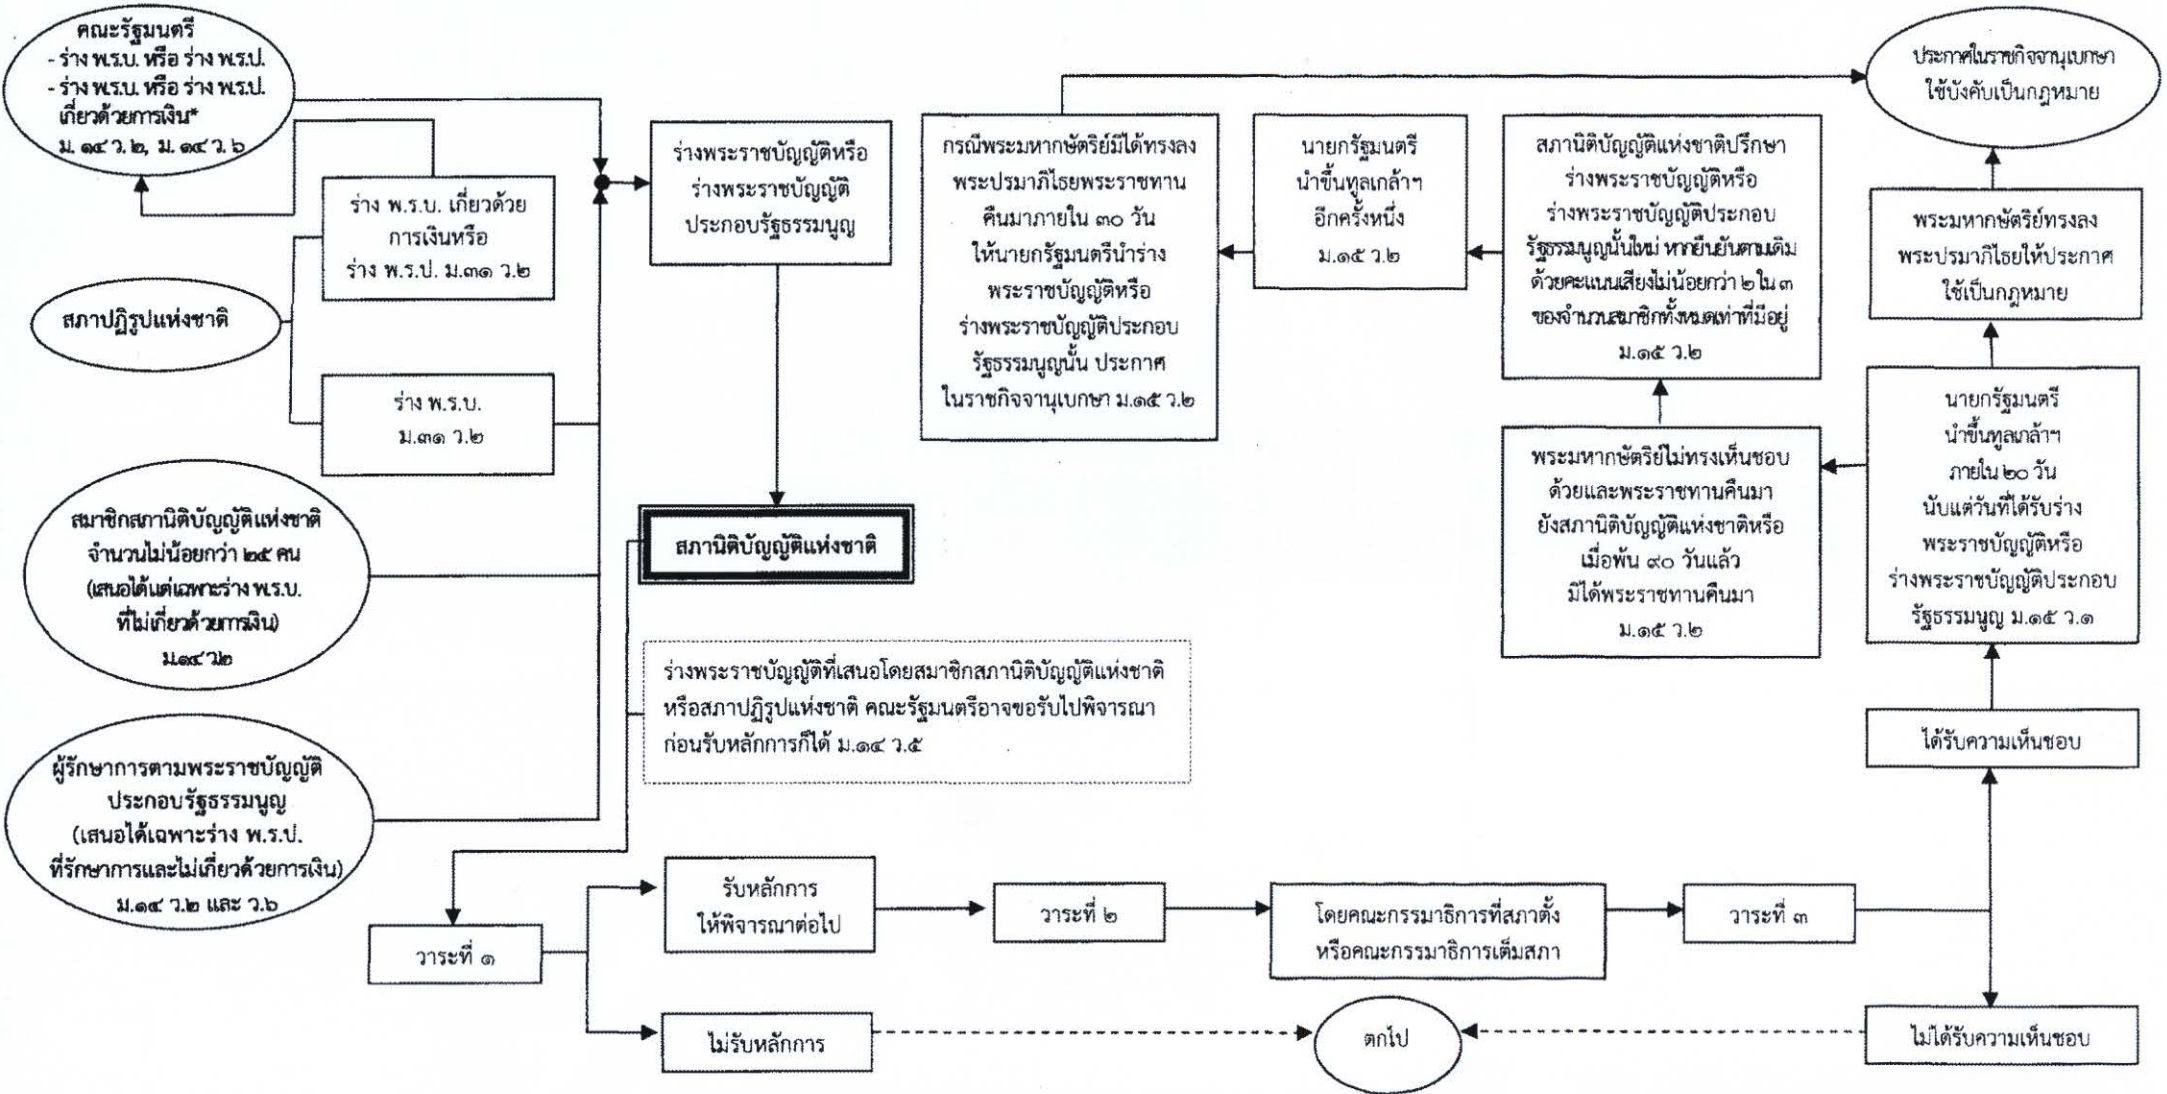 คณะรัฐมนตรี
- ร่าง พ.ร.บ. หรือ ร่าง พ.ร.ป.
- ร่าง พ.ร.บ. หรือ ร่าง พ.ร.ป.
เกี่ยวด้วยการเงิน*
ม. ๑๔ ว. ๒, ม. ๑๔ ว. ๖
ร่าง พ.ร.บ. เกี่ยวด้วย
การเงินหรือ
ร่าง พ.ร.ป. ม.๓๑ ว.๒
สภาปฏิรูปแห่งชาติ
ร่าง พ.ร.บ.
ม.๓๑ ว.๒
สมาชิกสภานิติบัญญัติแห่งชาติ
จำนวนไม่น้อยกว่า ๒๕ คน
(เสนอได้แต่เฉพาะร่าง พ.ร.บ.
ที่ไม่เกี่ยวด้วยการเงิน)
ม.๑๔ ว.๒
ผู้รักษาการตามพระราชบัญญัติ
ประกอบรัฐธรรมนูญ
(เสนอได้เฉพาะร่าง พ.ร.ป.
ที่รักษาการและไม่เกี่ยวด้วยการเงิน)
ม.๑๔ ว.๒ และ ว.๖
ร่างพระราชบัญญัติหรือ
ร่างพระราชบัญญัติ
ประกอบรัฐธรรมนูญ
สภานิติบัญญัติแห่งชาติ
ร่างพระราชบัญญัติที่เสนอโดยสมาชิกสภานิติบัญญัติแห่งชาติ
หรือสภาปฏิรูปแห่งชาติ คณะรัฐมนตรีอาจขอรับไปพิจารณา
ก่อนรับหลักการก็ได้ ม.๑๔ ว.๕
วาระที่ ๑
รับหลักการ
ให้พิจารณาต่อไป
ไม่รับหลักการ
วาระที่ ๒
โดยคณะกรรมาธิการที่สภาตั้ง
หรือคณะกรรมาธิการเต็มสภา
ตกไป
วาระที่ ๓
ไม่ได้รับความเห็นชอบ
ได้รับความเห็นชอบ
นายกรัฐมนตรี
นำขึ้นทูลเกล้าฯ
ภายใน ๒๐ วัน
นับแต่วันที่ได้รับร่าง
พระราชบัญญัติหรือ
ร่างพระราชบัญญัติประกอบ
รัฐธรรมนูญ ม.๑๕ ว.๑
พระมหากษัตริย์ทรงลง
พระปรมาภิไธยให้ประกาศ
ใช้เป็นกฎหมาย
ประกาศในราชกิจจานุเบกษา
ใช้บังคับเป็นกฎหมาย
พระมหากษัตริย์ไม่ทรงเห็นชอบ
ด้วยและพระราชทานคืนมา
ยังสภานิติบัญญัติแห่งชาติหรือ
เมื่อพ้น ๙๐ วันแล้ว
มิได้พระราชทานคืนมา
ม.๑๕ ว.๒
สภานิติบัญญัติแห่งชาติปรึกษา
ร่างพระราชบัญญัติหรือ
ร่างพระราชบัญญัติประกอบ
รัฐธรรมนูญนั้นใหม่ หากยืนยันตามเดิม
ด้วยคะแนนเสียงไม่น้อยกว่า ๒ ใน ๓
ของจำนวนสมาชิกทั้งหมดเท่าที่มีอยู่
ม.๑๕ ว.๒
นายกรัฐมนตรี
นำขึ้นทูลเกล้าฯ
อีกครั้งหนึ่ง
ม.๑๕ ว.๒
กรณีพระมหากษัตริย์มิได้ทรงลง
พระปรมาภิไธยพระราชทาน
คืนมาภายใน ๓๐ วัน
ให้นายกรัฐมนตรีนำร่าง
พระราชบัญญัติหรือ
ร่างพระราชบัญญัติประกอบ
รัฐธรรมนูญนั้น ประกาศ
ในราชกิจจานุเบกษา ม.๑๕ ว.๒